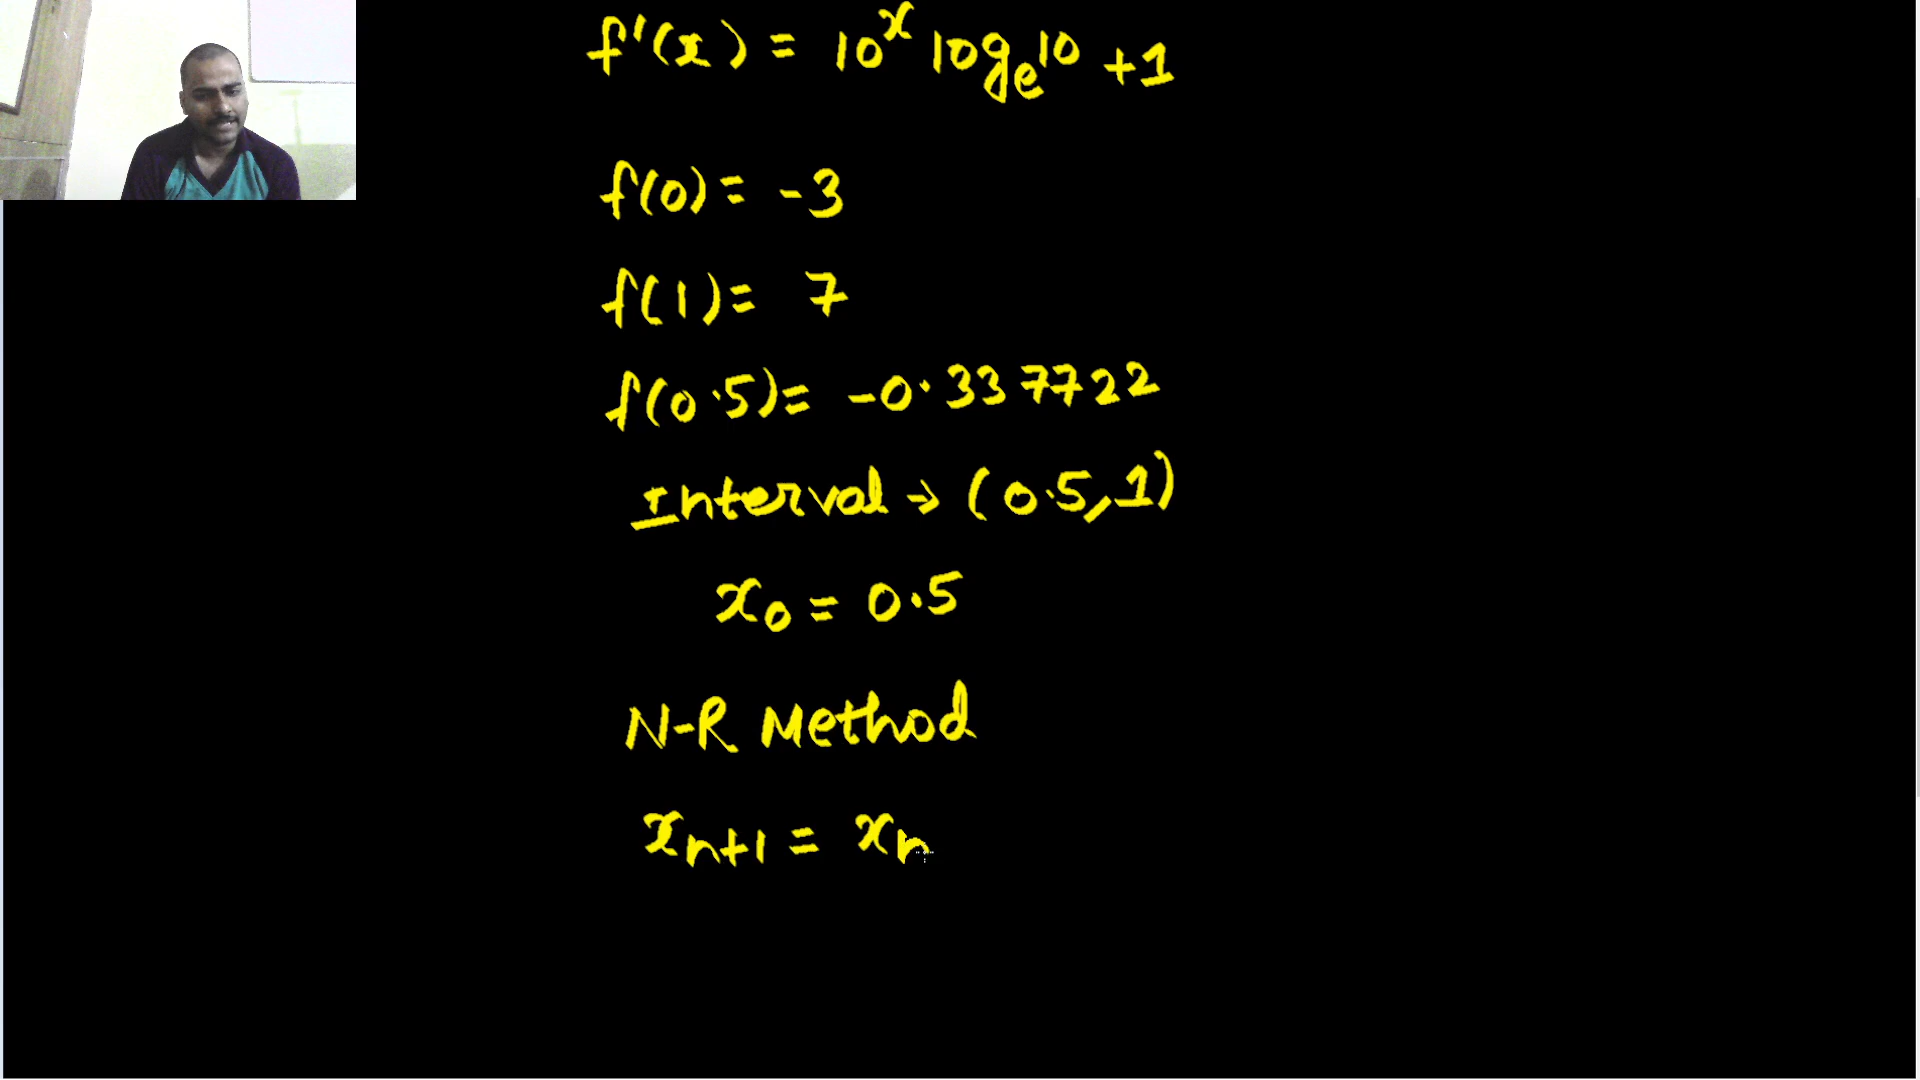 f'(x) = 10^x log_e 10 + 1
f(0) = -3
f(1) = 7
f(0.5) = -0.337722
Interval → (0.5, 1)
x_0 = 0.5
N-R Method
x_{n+1} = x_n